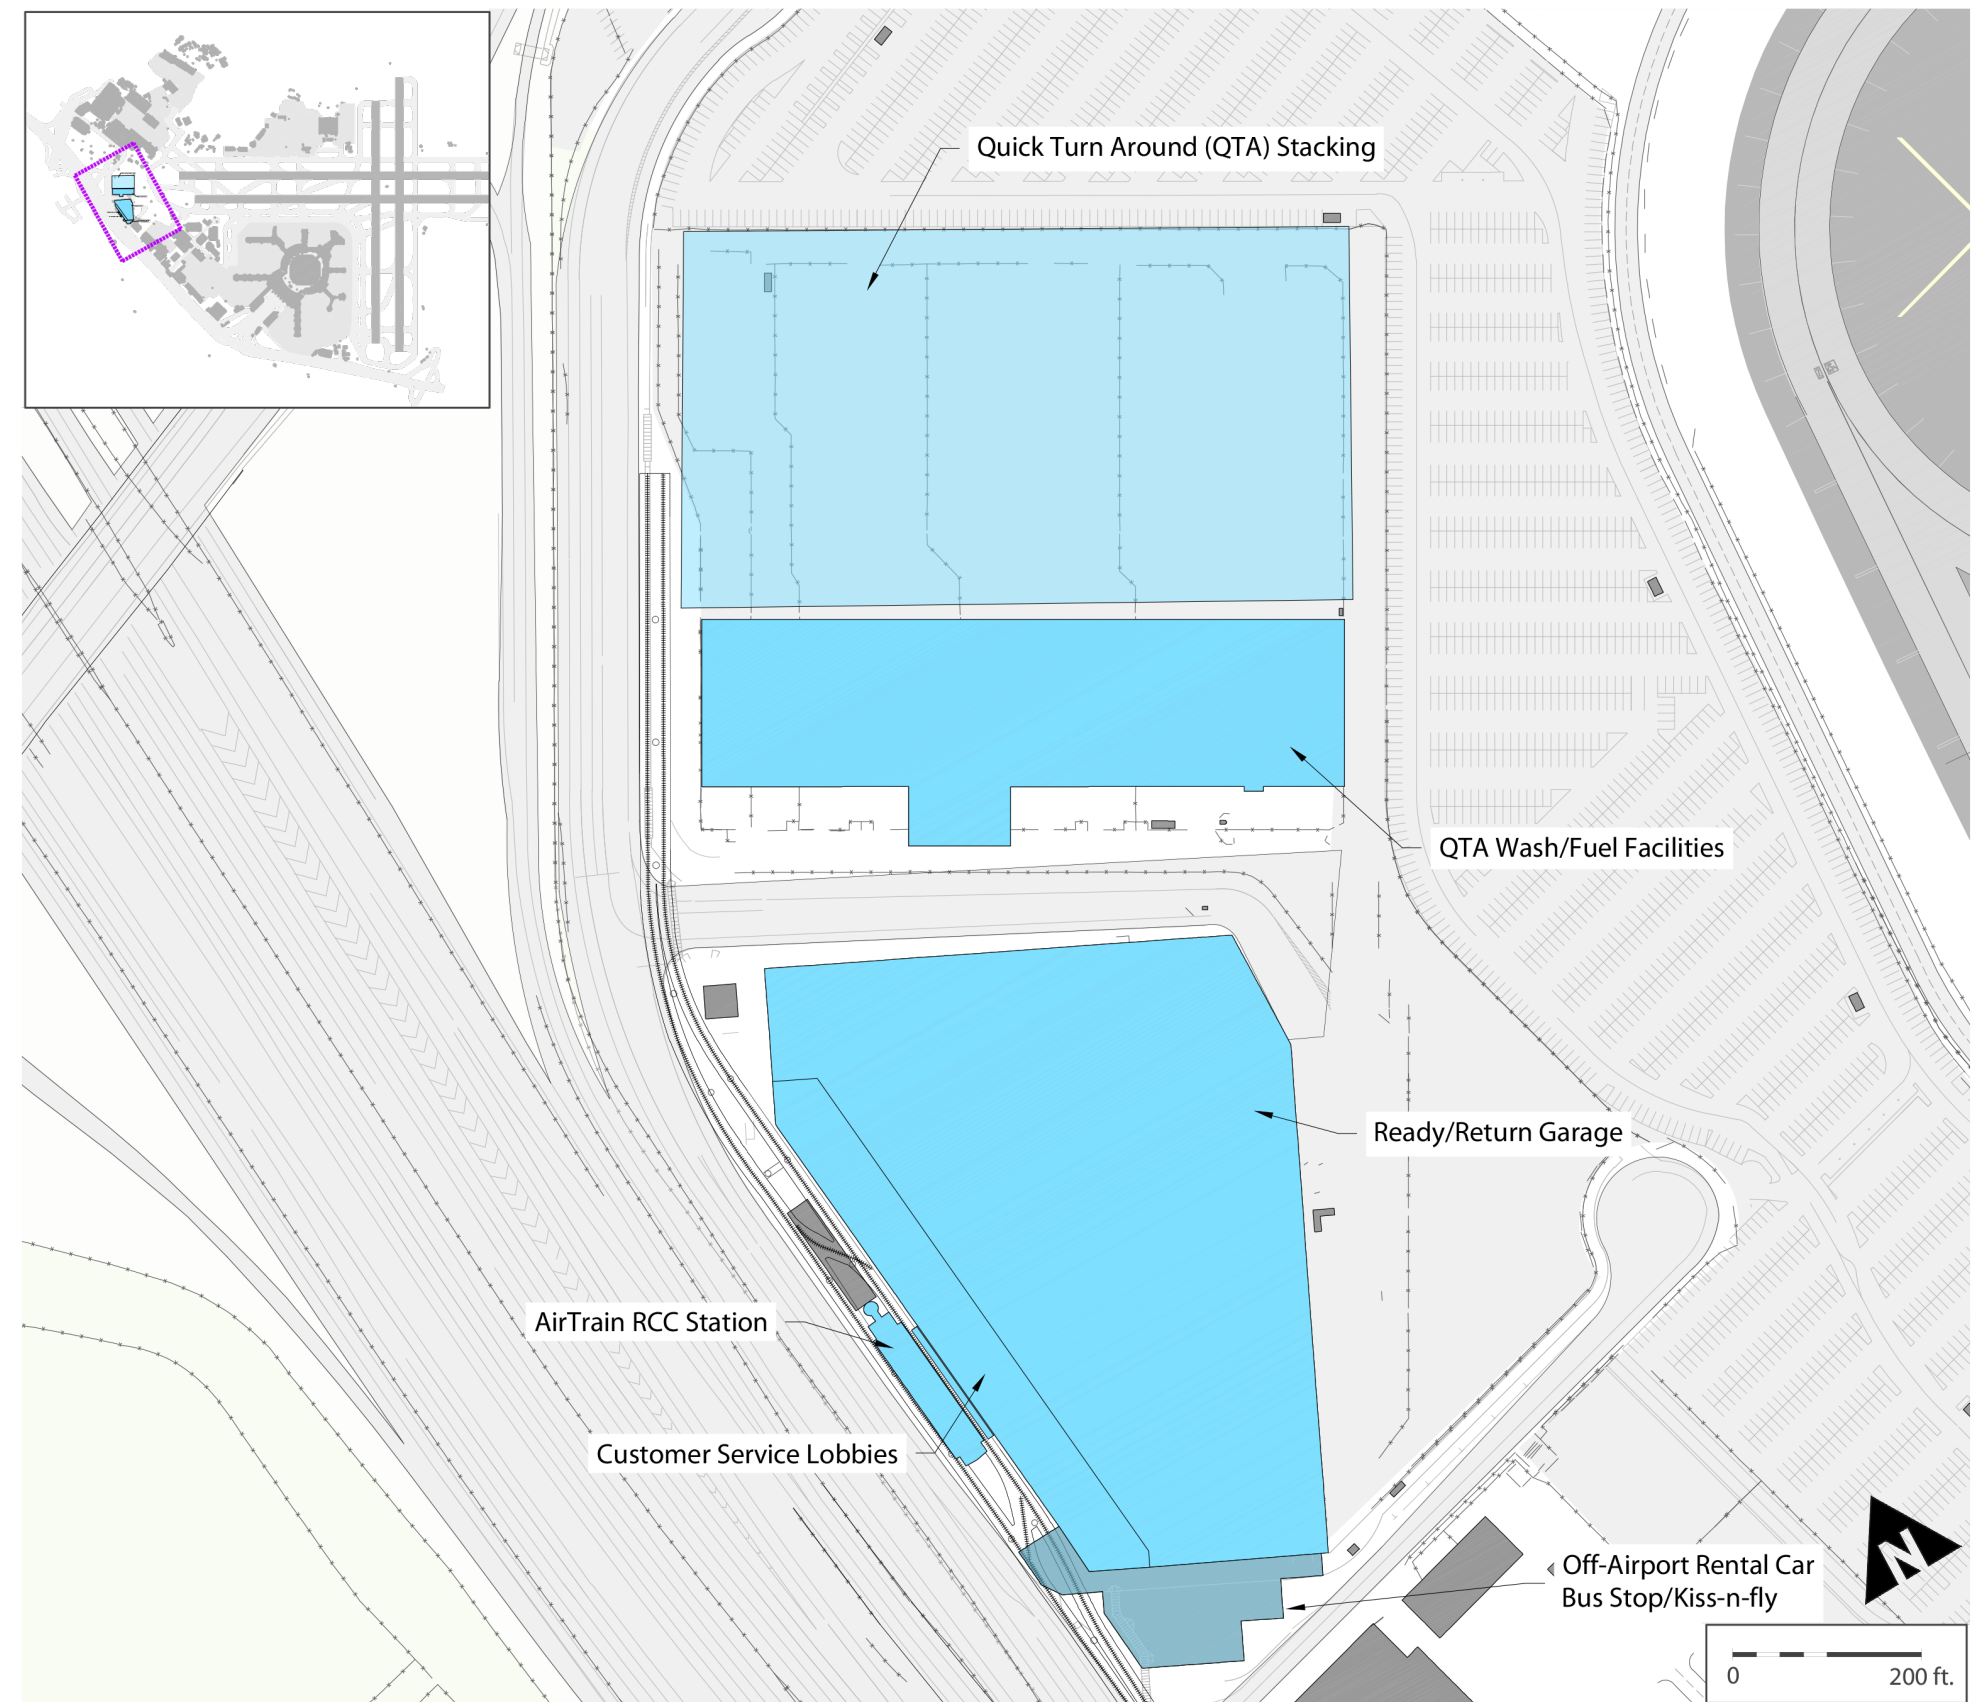 Quick Turn Around (QTA) Stacking
QTA Wash/Fuel Facilities
Ready/Return Garage
AirTrain RCC Station
Customer Service Lobbies
Off-Airport Rental Car
Bus Stop/Kiss-n-fly
N
0 200 ft.